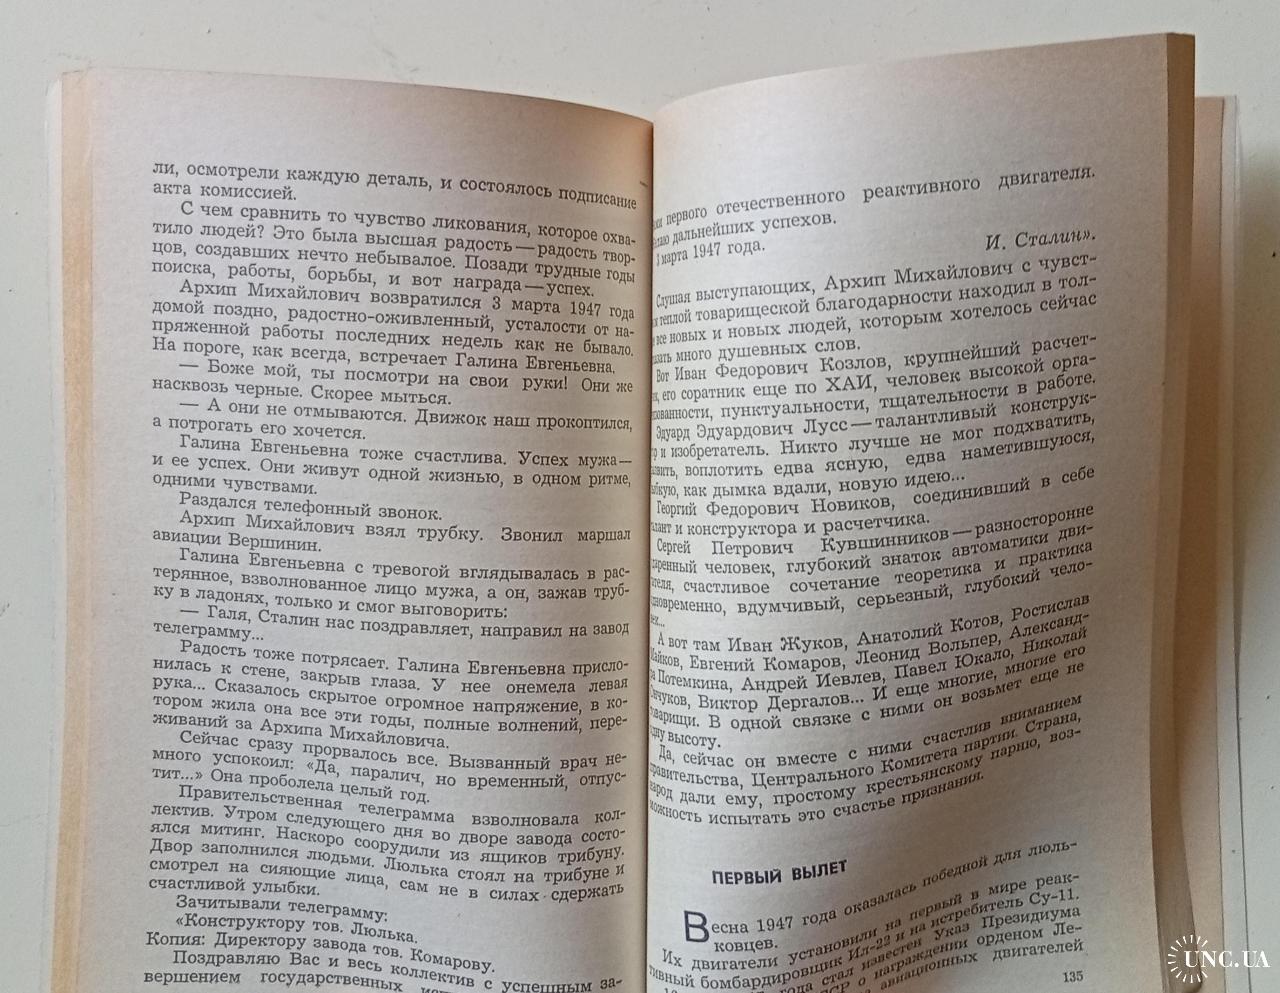 ли, осмотрели каждую деталь, и состоялось подписание
акта комиссией.
С чем сравнить то чувство ликования, которое охва-
тило людей? Это была высшая радость — радость твор-
цов, создавших нечто небывалое. Позади трудные годы
поиска, работы, борьбы, и вот награда — успех.
Архип Михайлович возвратился 3 марта 1947 года
домой поздно, радостно-оживленный, усталости от на-
пряженной работы последних недель как не бывало.
На пороге, как всегда, встречает Галина Евгеньевна.
— Боже мой, ты посмотри на свои руки! Они же
насквозь черные. Скорее мыться.
— А они не отмываются. Движок наш прокоптился,
а потрогать его хочется.
Галина Евгеньевна тоже счастлива. Успех мужа —
и ее успех. Они живут одной жизнью, в одном ритме,
одними чувствами.
Раздался телефонный звонок.
Архип Михайлович взял трубку. Звонил маршал
авиации Вершинин.
Галина Евгеньевна с тревогой вглядывалась в рас-
терянное, взволнованное лицо мужа, а он, зажав труб-
ку в ладонях, только и смог выговорить:
— Галя, Сталин нас поздравляет, направил на завод
телеграмму...
Радость тоже потрясает. Галина Евгеньевна присло-
нилась к стене, закрыв глаза. У нее онемела левая
рука... Сказалось скрытое огромное напряжение, в ко-
тором жила она все эти годы, полные волнений, пере-
живаний за Архипа Михайловича.
Сейчас сразу прорвалось все. Вызванный врач не-
много успокоил: «Да, паралич, но временный, отпус-
тит...» Она проболела целый год.
Правительственная телеграмма взволновала кол-
лектив. Утром следующего дня во дворе завода состо-
ялся митинг. Наскоро соорудили из ящиков трибуну.
Двор заполнился людьми. Люлька стоял на трибуне и
смотрел на сияющие лица, сам не в силах сдержать
счастливой улыбки.
Зачитывали телеграмму:
«Конструктору тов. Люлька.
Копия: Директору завода тов. Комарову.
Поздравляю Вас и весь коллектив с успешным за-
вершением государственных
первого отечественного реактивного двигателя.
дальнейших успехов.
марта 1947 года.
И. Сталин».
Слушая выступающих, Архип Михайлович с чувст-
теплой товарищеской благодарности находил в тол-
все новых и новых людей, которым хотелось сейчас
много душевных слов.
Вот Иван Федорович Козлов, крупнейший расчет-
его соратник еще по ХАИ, человек высокой орга-
пунктуальности, тщательности в работе.
Эдуард Эдуардович Лусс — талантливый конструк-
и изобретатель. Никто лучше не мог подхватить,
воплотить едва ясную, едва наметившуюся,
как дымка вдали, новую идею...
Георгий Федорович Новиков, соединивший в себе
и конструктора и расчетчика.
Сергей Петрович Кувшинников — разносторонне
человек, глубокий знаток автоматики дви-
счастливое сочетание теоретика и практика
вдумчивый, серьезный, глубокий чело-
А вот там Иван Жуков, Анатолий Котов, Ростислав
Евгений Комаров, Леонид Вольпер, Александ-
Потемкина, Андрей Иевлев, Павел Юкало, Николай
Виктор Дергалов... И еще многие, многие его
В одной связке с ними он возьмет еще не
высоту.
Да, сейчас он вместе с ними счастлив вниманием
Центрального Комитета партии. Страна,
дали ему, простому крестьянскому парню, воз-
испытать это счастье признания.
ПЕРВЫЙ ВЫЛЕТ
Весна 1947 года оказалась победной для люль-
ковцев.
Их двигатели установили на первый в мире реак-
тивный бомбардировщик Ил-22 и на истребитель Су-11.
года стал известен Указ Президиума
о награждении орденом Ле-
авиационных двигателей
135
UNC.UA